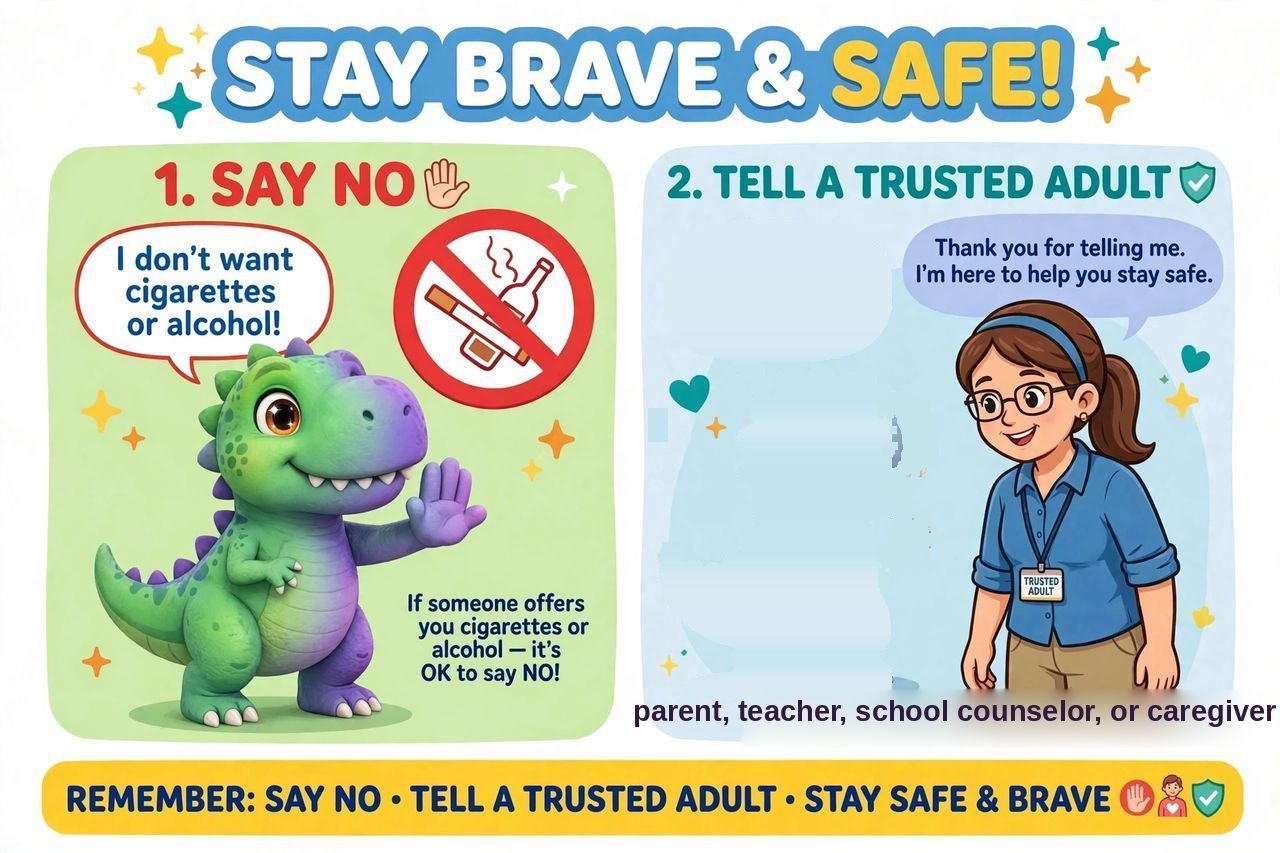 STAY BRAVE & SAFE!
1. SAY NO
I don't want
cigarettes
or alcohol!
If someone offers
you cigarettes or
alcohol — it's
OK to say NO!
2. TELL A TRUSTED ADULT
Thank you for telling me.
I'm here to help you stay safe.
TRUSTED
ADULT
parent, teacher, school counselor, or caregiver
REMEMBER: SAY NO • TELL A TRUSTED ADULT • STAY SAFE & BRAVE